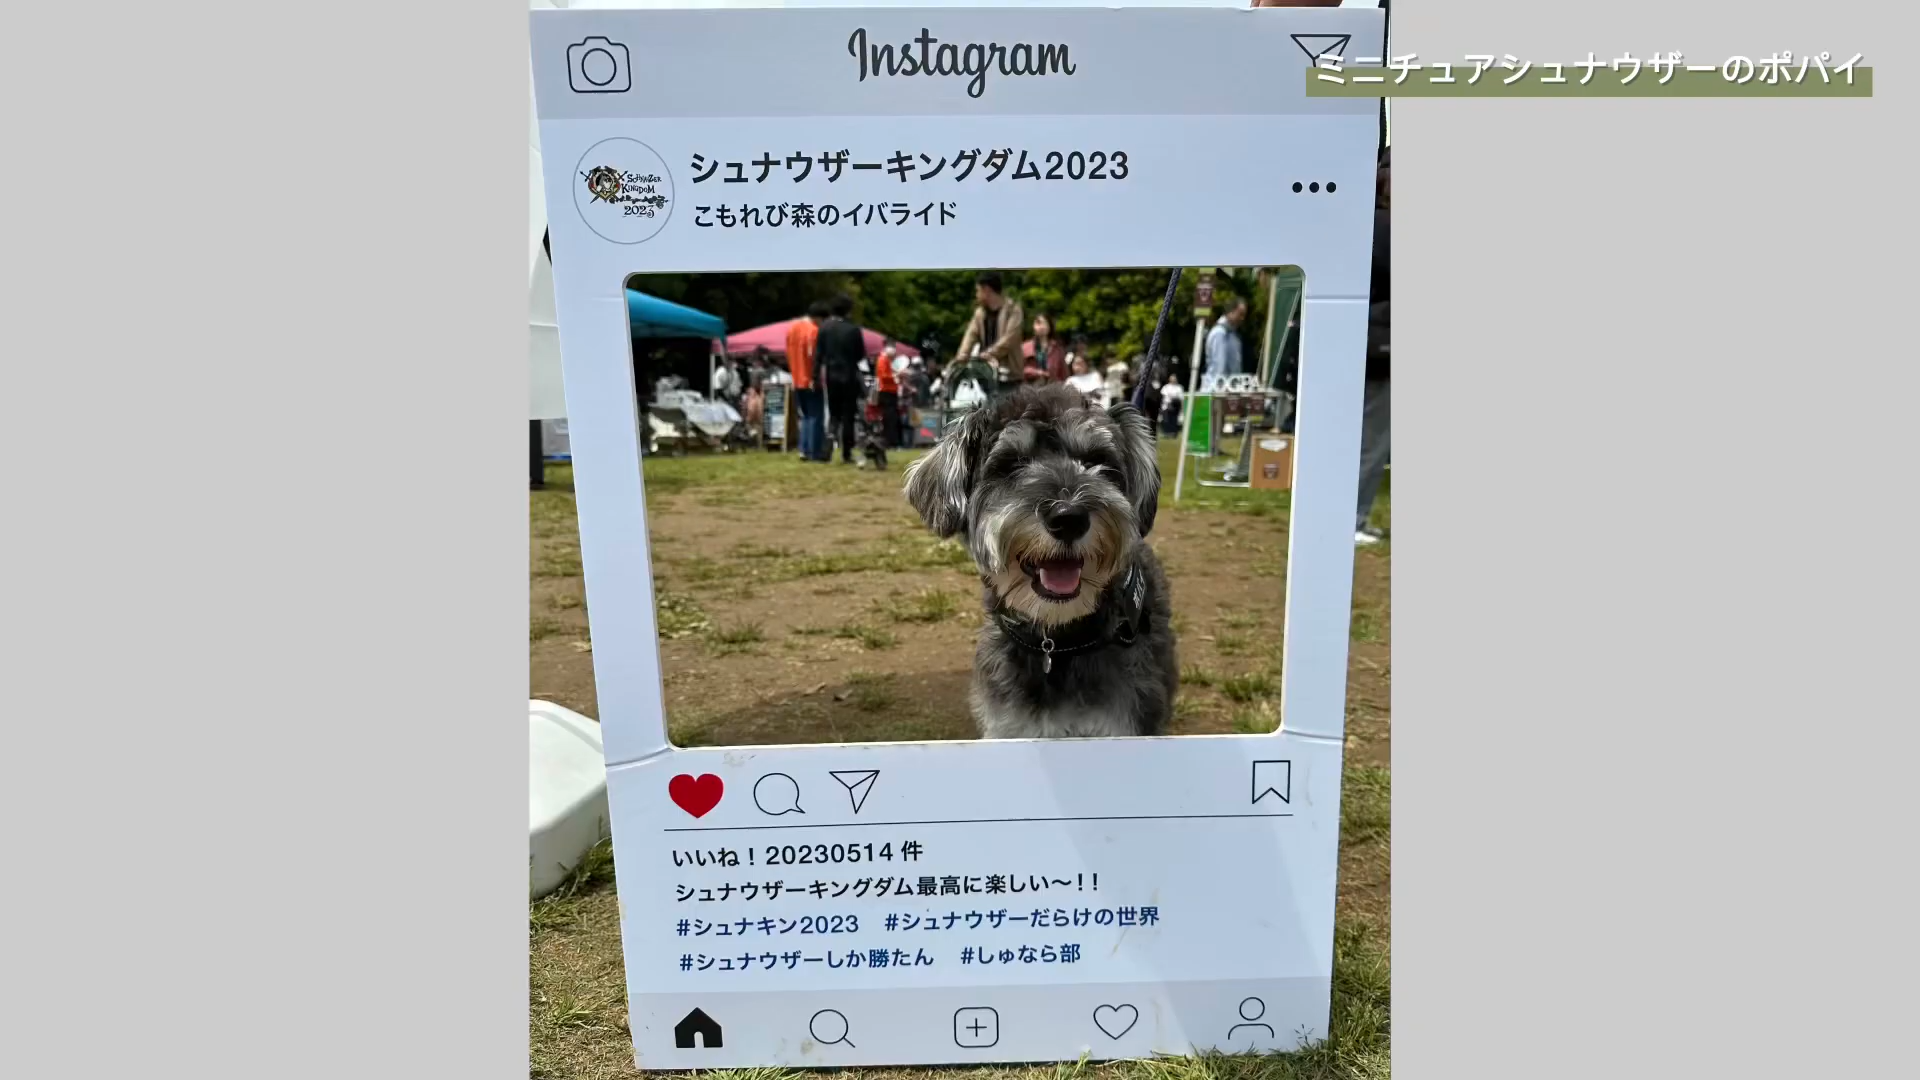 Instagram
ミニチュアシュナウザーのポパイ
シュナウザーキングダム2023
こもれび森のイバライド
SCHNAUZER
KINGDOM
2023
DOGPA
いいね！20230514 件
シュナウザーキングダム最高に楽しい〜！！
#シュナキン2023 #シュナウザーだらけの世界
#シュナウザーしか勝たん #しゅなら部